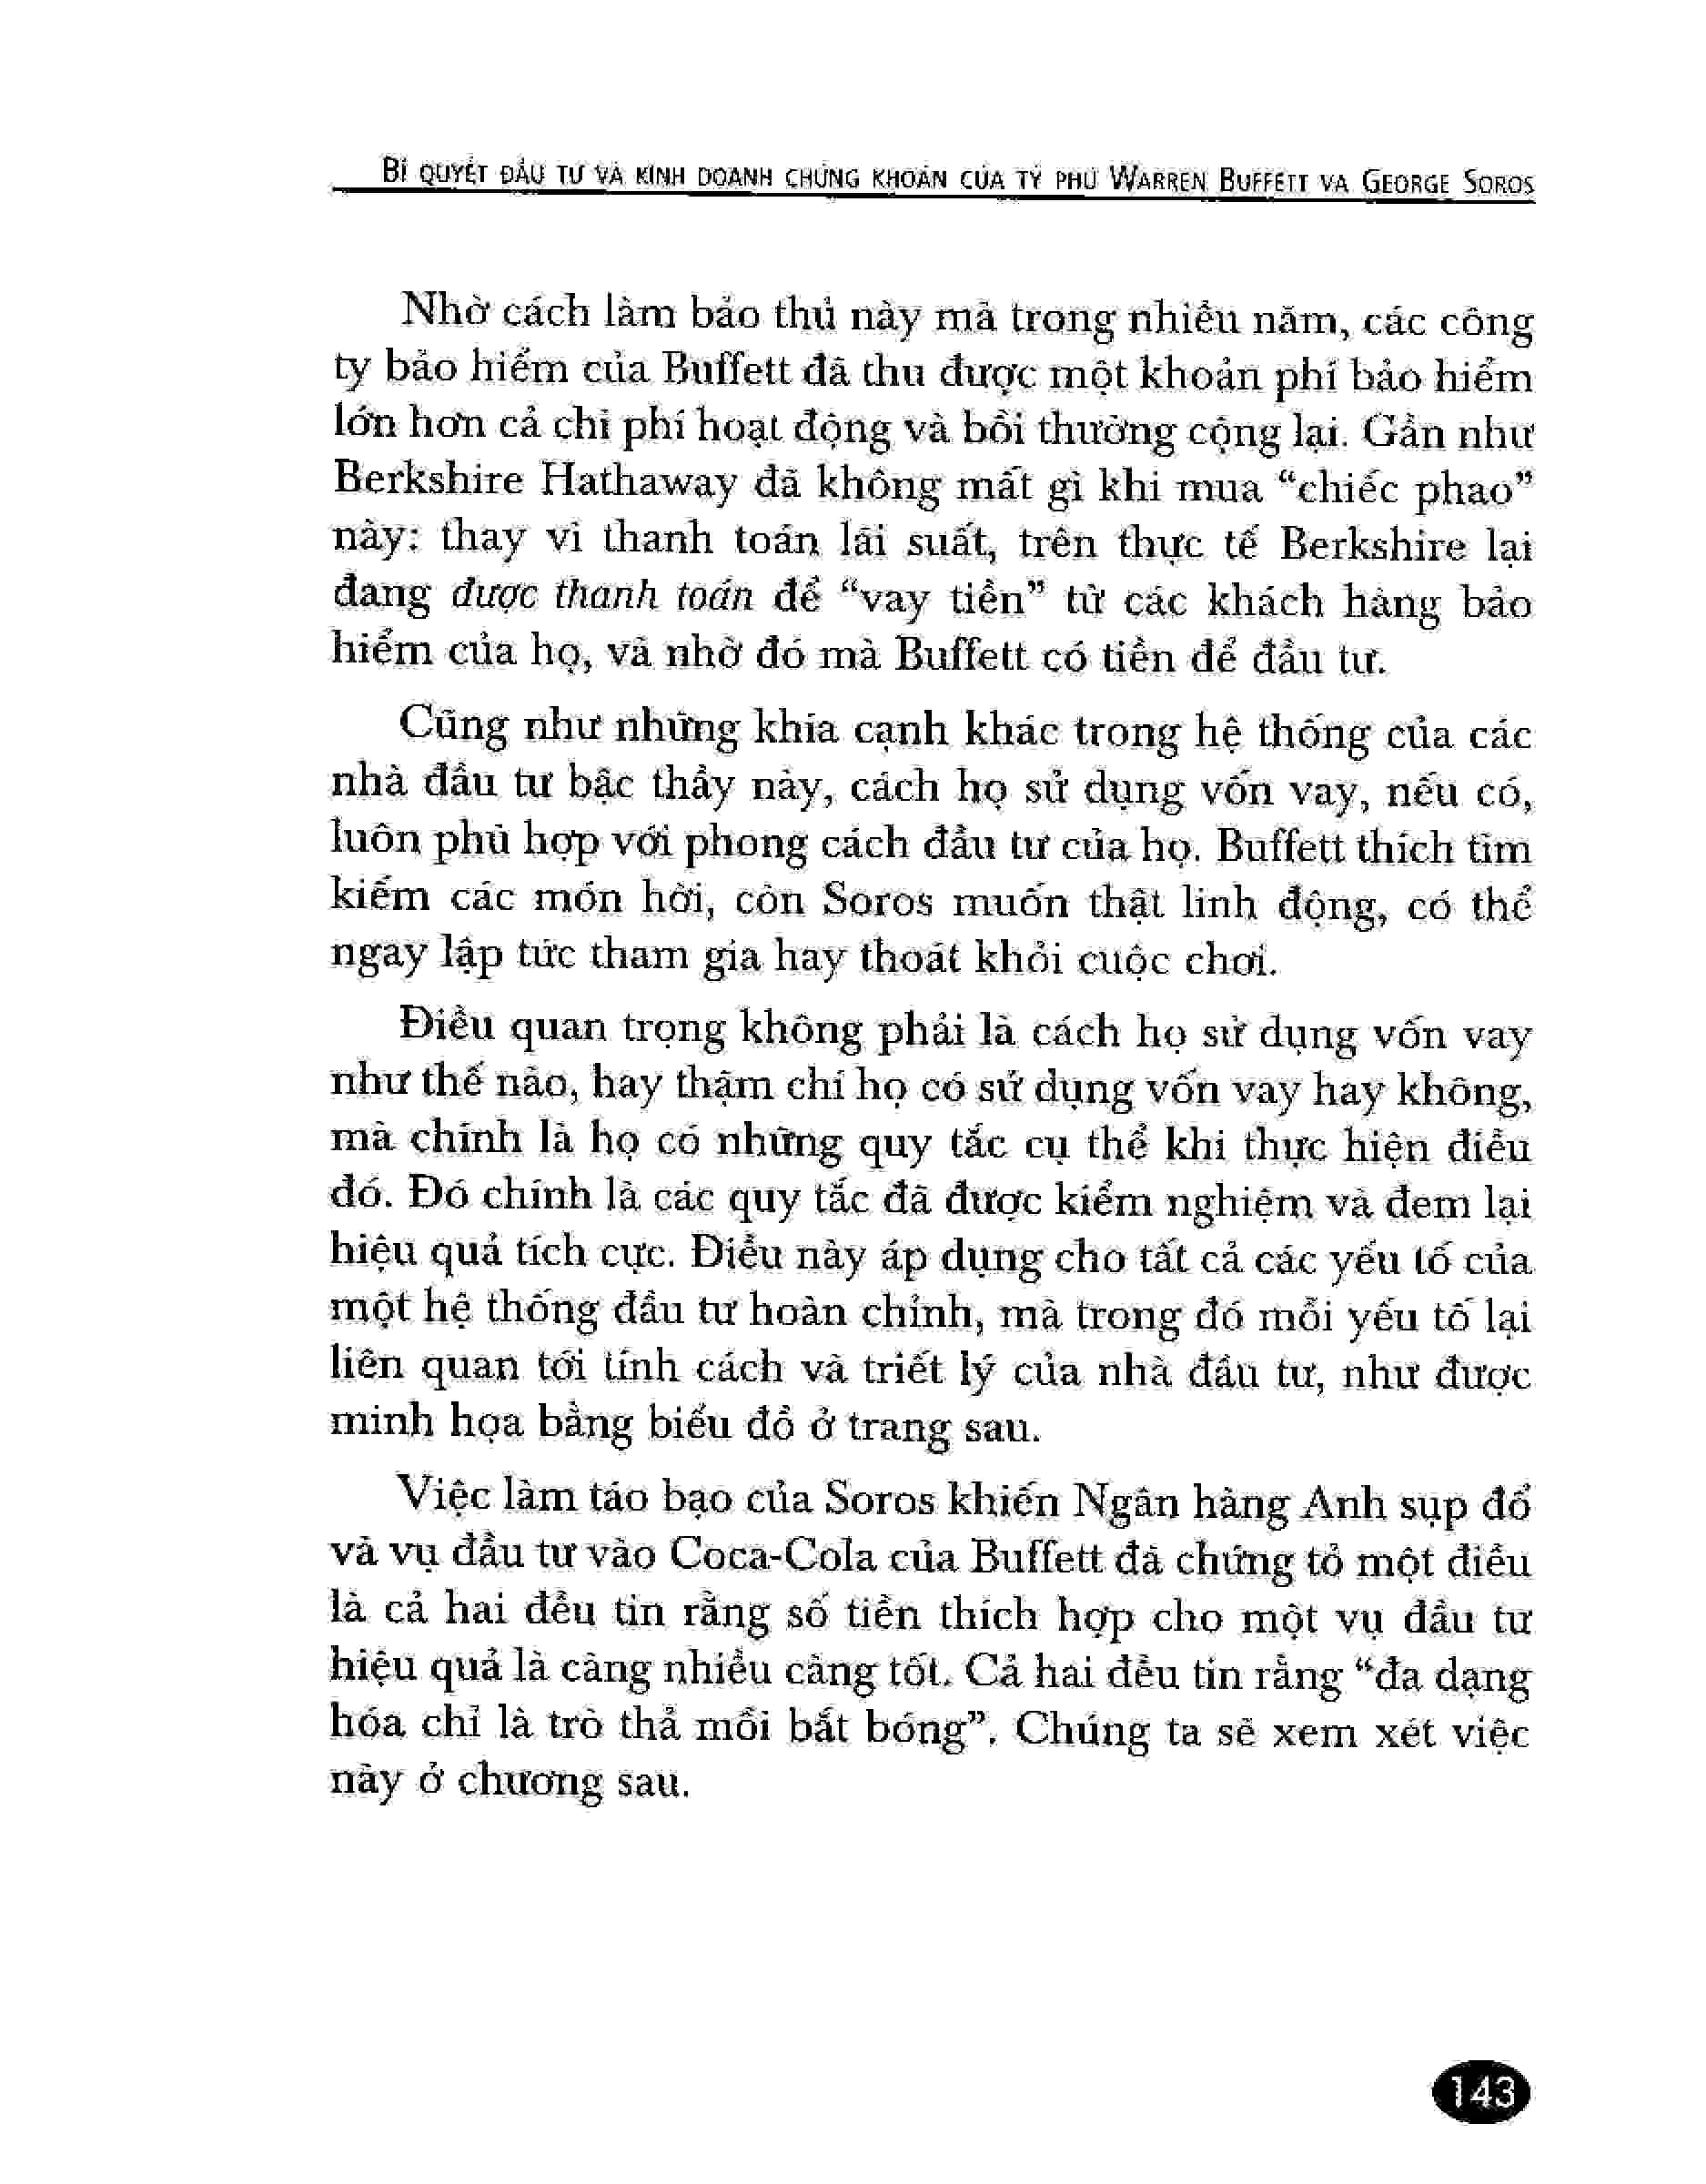 BÍ QUYẾT ĐẦU TƯ VÀ KINH DOANH CHỨNG KHOÁN CỦA TỶ PHÚ WARREN BUFFETT VÀ GEORGE SOROS
Nhờ cách làm bảo thủ này mà trong nhiều năm, các công
ty bảo hiểm của Buffett đã thu được một khoản phí bảo hiểm
lớn hơn cả chi phí hoạt động và bồi thường cộng lại. Gần như
Berkshire Hathaway đã không mất gì khi mua “chiếc phao”
này: thay vì thanh toán lãi suất, trên thực tế Berkshire lại
đang được thanh toán để “vay tiền” từ các khách hàng bảo
hiểm của họ, và nhờ đó mà Buffett có tiền để đầu tư.
Cũng như những khía cạnh khác trong hệ thống của các
nhà đầu tư bậc thầy này, cách họ sử dụng vốn vay, nếu có,
luôn phù hợp với phong cách đầu tư của họ. Buffett thích tìm
kiếm các món hời, còn Soros muốn thật linh động, có thể
ngay lập tức tham gia hay thoát khỏi cuộc chơi.
Điều quan trọng không phải là cách họ sử dụng vốn vay
như thế nào, hay thậm chí họ có sử dụng vốn vay hay không,
mà chính là họ có những quy tắc cụ thể khi thực hiện điều
đó. Đó chính là các quy tắc đã được kiểm nghiệm và đem lại
hiệu quả tích cực. Điều này áp dụng cho tất cả các yếu tố của
một hệ thống đầu tư hoàn chỉnh, mà trong đó mỗi yếu tố lại
liên quan tới tính cách và triết lý của nhà đầu tư, như được
minh họa bằng biểu đồ ở trang sau.
Việc làm táo bạo của Soros khiến Ngân hàng Anh sụp đổ
và vụ đầu tư vào Coca-Cola của Buffett đã chứng tỏ một điều
là cả hai đều tin rằng số tiền thích hợp cho một vụ đầu tư
hiệu quả là càng nhiều càng tốt. Cả hai đều tin rằng “đa dạng
hóa chỉ là trò thả mồi bắt bóng”. Chúng ta sẽ xem xét việc
này ở chương sau.
143